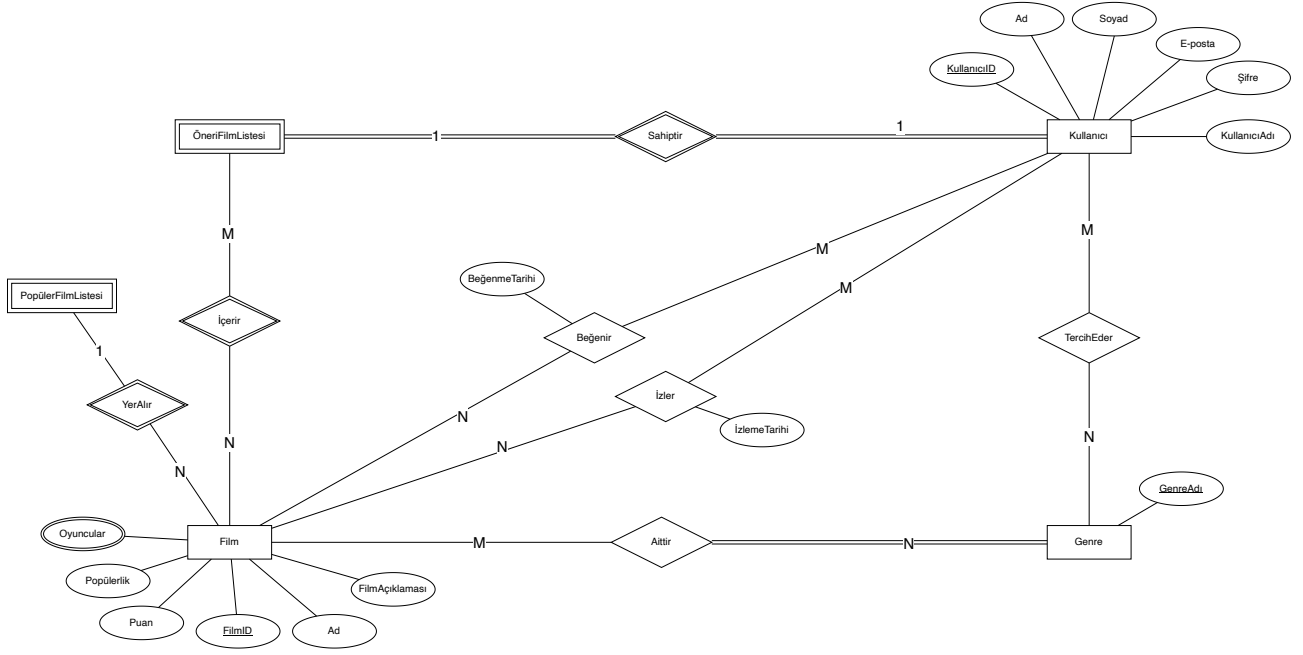 Ad
Soyad
E-posta
KullanıcıID
Şifre
ÖneriFilmListesi
1
Sahiptir
1
Kullanıcı
KullanıcıAdı
M
M
M
BeğenmeTarihi
M
PopülerFilmListesi
İçerir
Beğenir
TercihEder
1
YerAlır
İzler
N
İzlemeTarihi
N
N
N
N
GenreAdı
Oyuncular
Film
M
Aittir
N
Genre
Popülerlik
FilmAçıklaması
Puan
FilmID
Ad